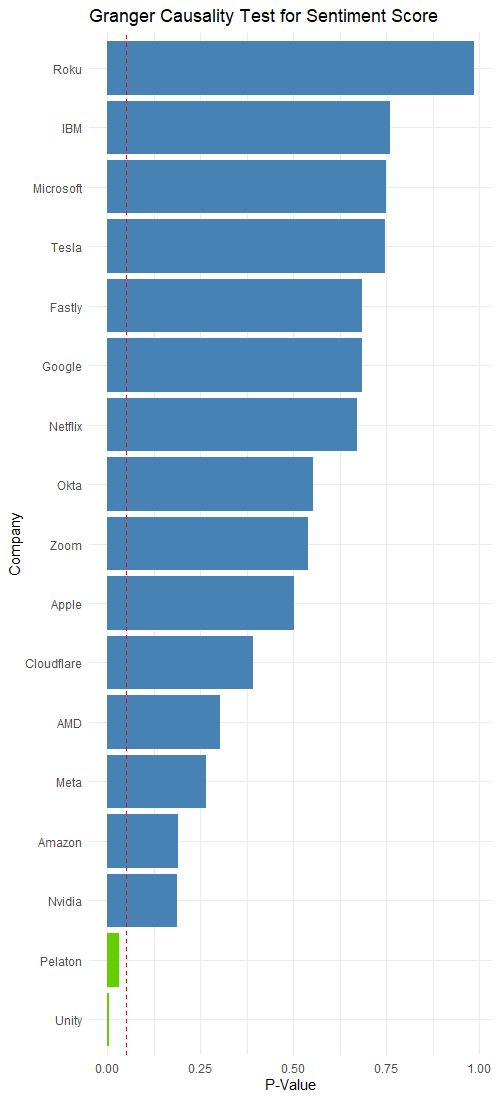 Granger Causality Test for Sentiment Score
Roku
IBM
Microsoft
Tesla
Fastly
Google
Netflix
Okta
Zoom
Apple
Cloudflare
AMD
Meta
Amazon
Nvidia
Pelaton
Unity
Company
0.00 0.25 0.50 0.75 1.00
P-Value